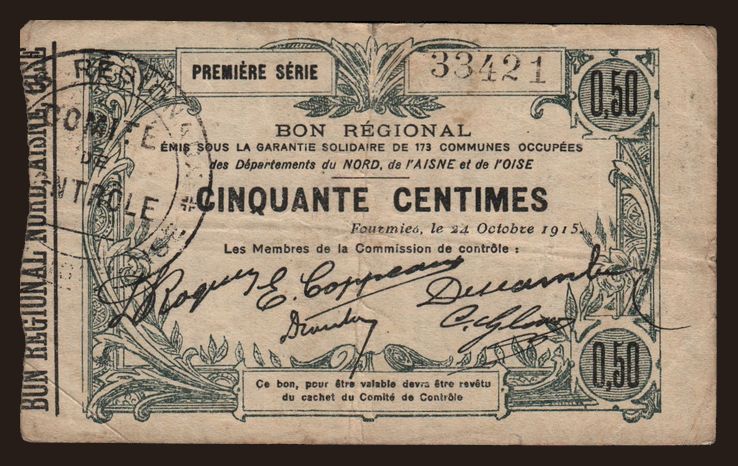 PREMIÈRE SÉRIE
33421
0,50
BON RÉGIONAL
ÉMIS SOUS LA GARANTIE SOLIDAIRE DE 173 COMMUNES OCCUPÉES
des Départements du NORD, de l'AISNE et de l'OISE
CINQUANTE CENTIMES
Fourmies, le 24 Octobre 1915
Les Membres de la Commission de contrôle :
E. Coppeaux
0,50
Ce bon, pour être valable devra être revêtu
du cachet du Comité de Contrôle
BON RÉGIONAL NORD, AISNE
COMITÉ
DE
NTRÔLE